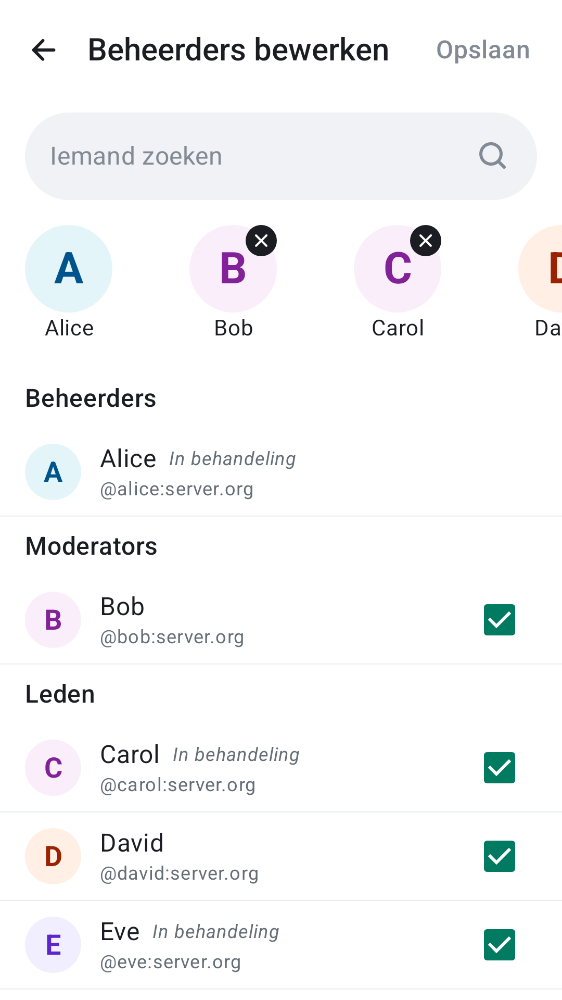 Beheerders bewerken Opslaan
Iemand zoeken
A B C D
Alice Bob Carol Da
Beheerders
A Alice In behandeling
@alice:server.org
Moderators
B Bob
@bob:server.org
Leden
C Carol In behandeling
@carol:server.org
D David
@david:server.org
E Eve In behandeling
@eve:server.org